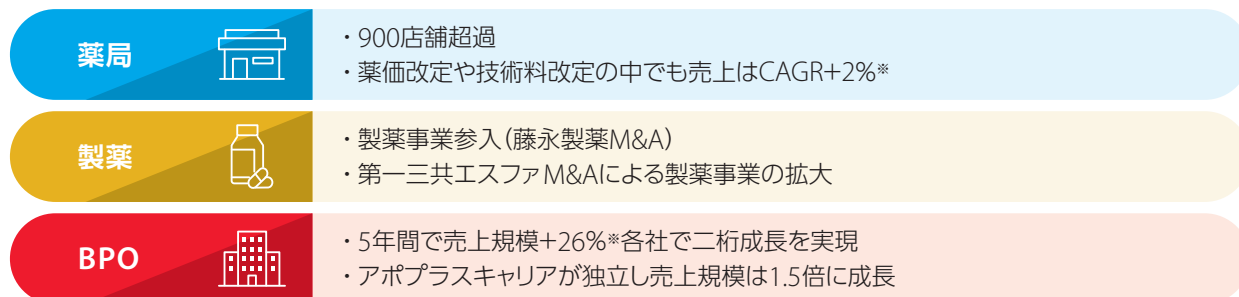 薬局
・900店舗超過
・薬価改定や技術料改定の中でも売上はCAGR+2%※
製薬
・製薬事業参入（藤永製薬M&A）
・第一三共エスファM&Aによる製薬事業の拡大
BPO
・5年間で売上規模+26%※各社で二桁成長を実現
・アポプラスキャリアが独立し売上規模は1.5倍に成長